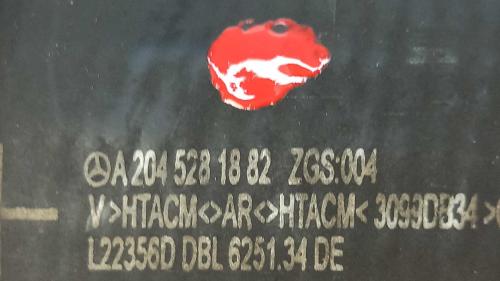 A 204 528 18 82 ZGS:004
V>HTACM<>AR<>HTACM< 3099DB34 >
L22356D DBL 6251.34 DE